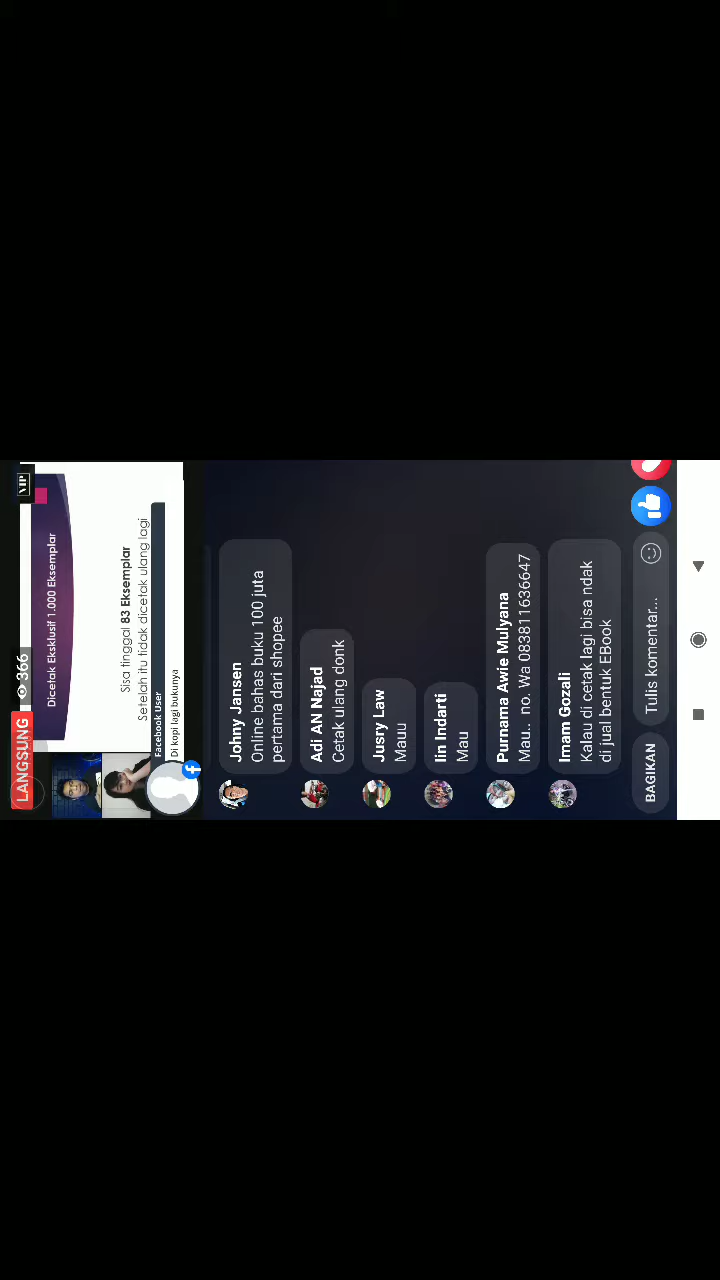 LANGSUNG
366
VIP
Dicetak Eksklusif 1.000 Eksemplar
Sisa tinggal 83 Eksemplar
Setelah itu tidak dicetak ulang lagi
Facebook User
Di kopi lagi bukunya
Johny Jansen
Online bahas buku 100 juta
pertama dari shopee
Adi AN Najad
Cetak ulang donk
Jusry Law
Mauu
Iin Indarti
Mau
Purnama Awie Mulyana
Mau.. no. Wa 083811636647
Imam Gozali
Kalau di cetak lagi bisa ndak
di jual bentuk EBook
BAGIKAN
Tulis komentar...